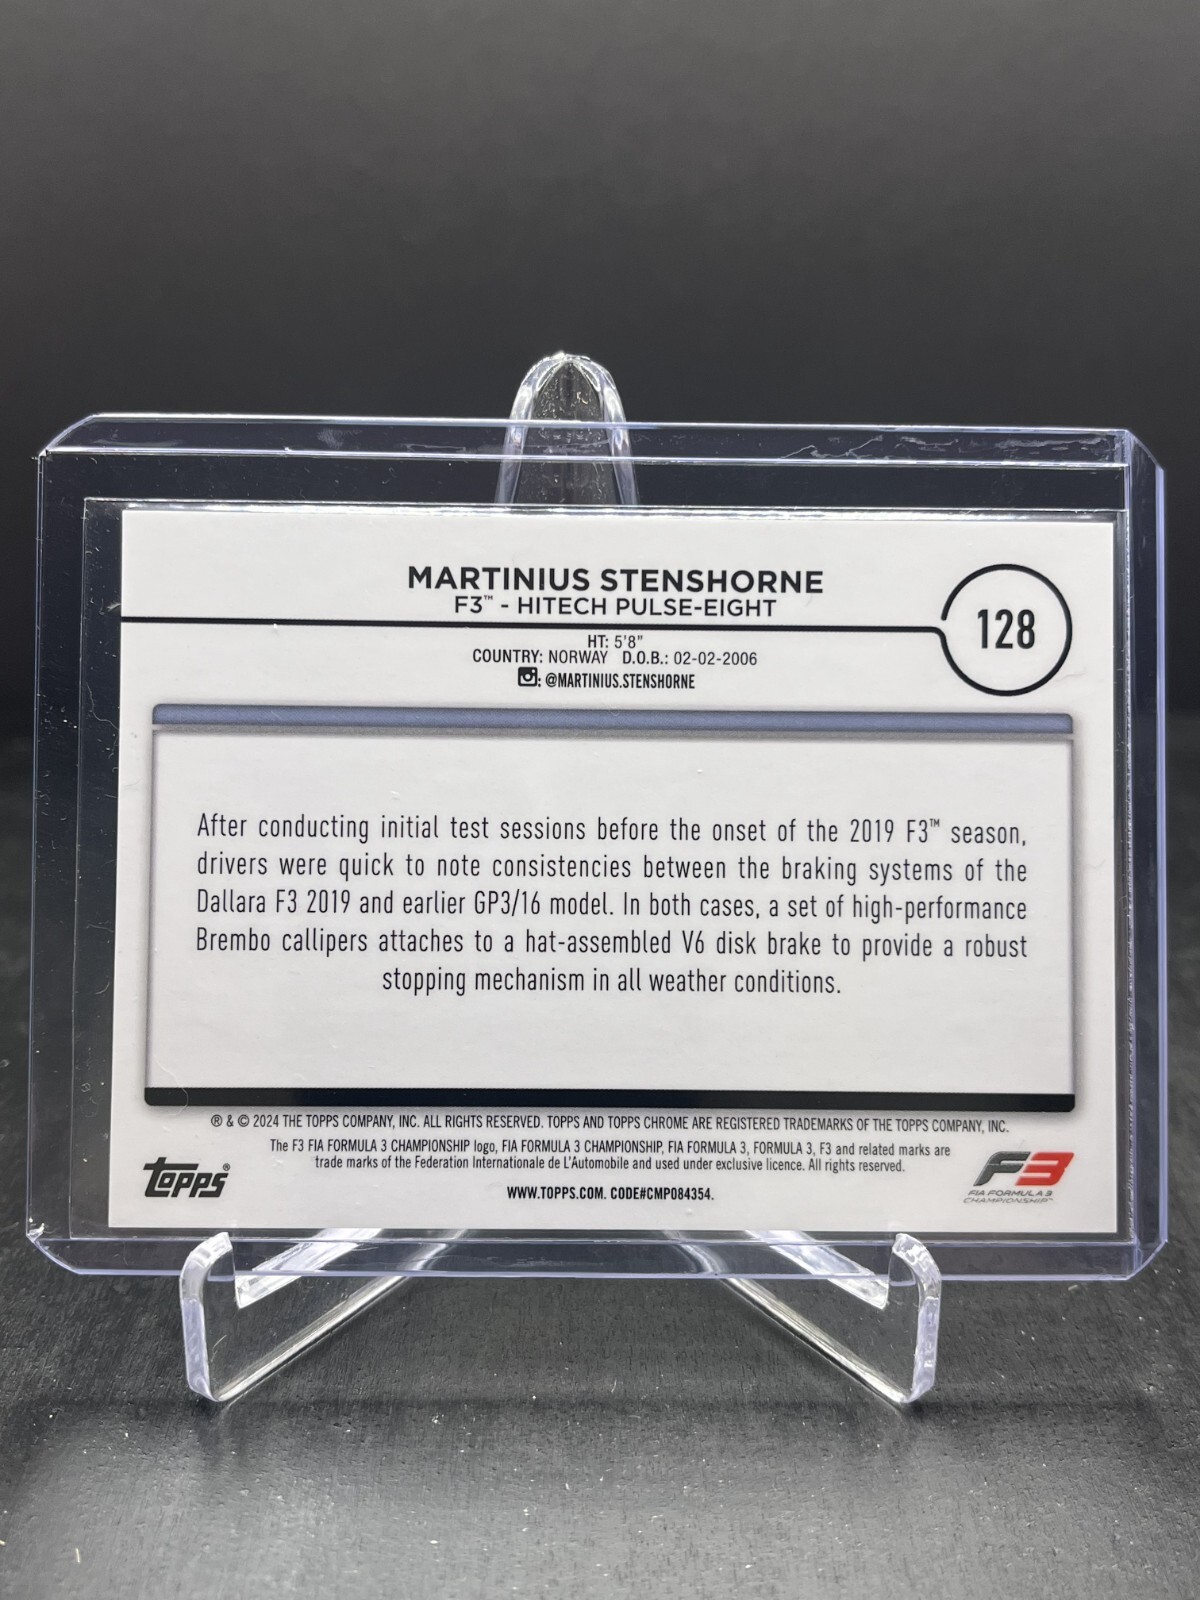 MARTINIUS STENSHORNE
F3™ - HITECH PULSE-EIGHT
128
HT: 5'8"
COUNTRY: NORWAY D.O.B.: 02-02-2006
: @MARTINIUS.STENSHORNE
After conducting initial test sessions before the onset of the 2019 F3™ season,
drivers were quick to note consistencies between the braking systems of the
Dallara F3 2019 and earlier GP3/16 model. In both cases, a set of high-performance
Brembo callipers attaches to a hat-assembled V6 disk brake to provide a robust
stopping mechanism in all weather conditions.
® & © 2024 THE TOPPS COMPANY, INC. ALL RIGHTS RESERVED. TOPPS AND TOPPS CHROME ARE REGISTERED TRADEMARKS OF THE TOPPS COMPANY, INC.
The F3 FIA FORMULA 3 CHAMPIONSHIP logo, FIA FORMULA 3 CHAMPIONSHIP, FIA FORMULA 3, FORMULA 3, F3 and related marks are
trade marks of the Federation Internationale de L'Automobile and used under exclusive licence. All rights reserved.
WWW.TOPPS.COM. CODE#CMP084354.
topps®
F3
FIA FORMULA 3
CHAMPIONSHIP™